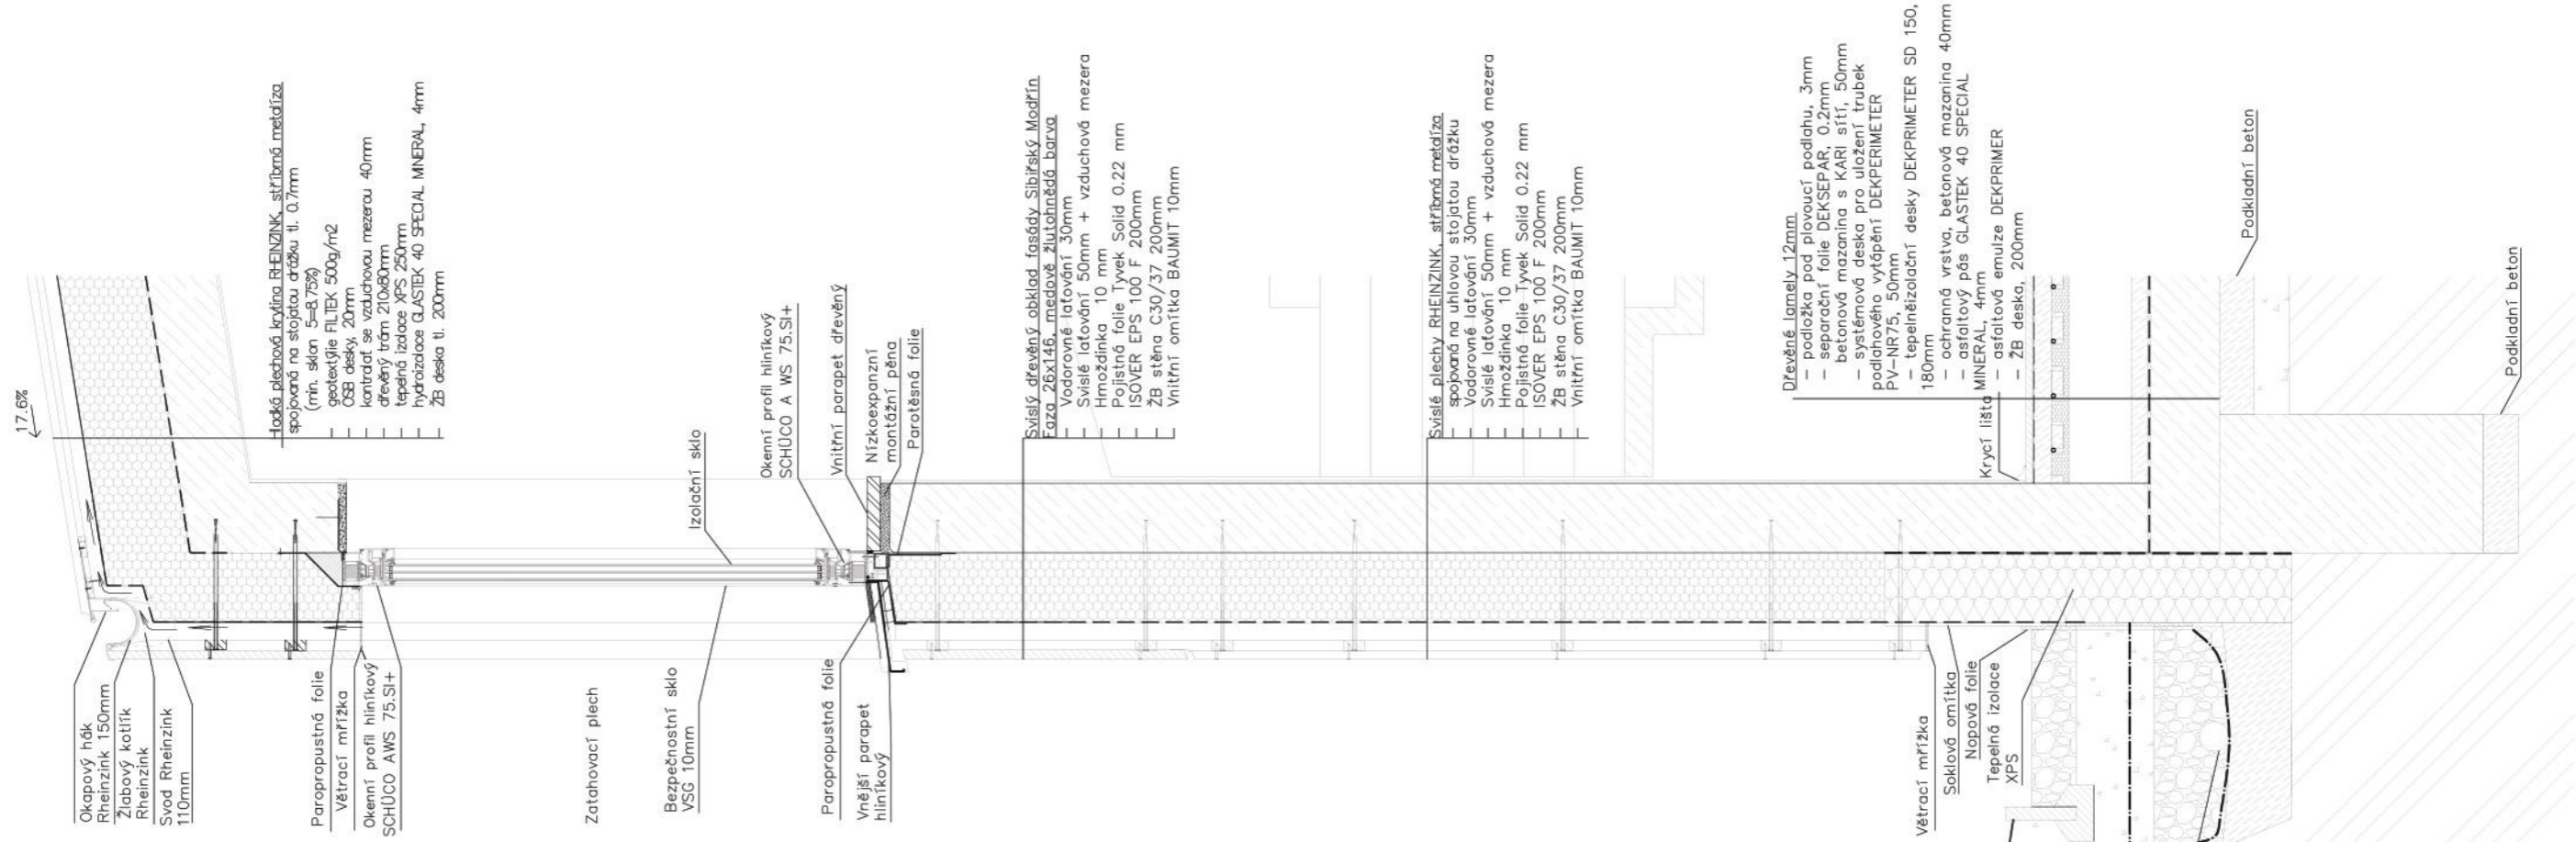 17.6%
Hladká plechová krytina RHEINZINK, stříbrná metalíza
spojovaná na stojatou drážku tl. 0.7mm
(min. sklon 5=8.75%)
geotextýlie FILTEK 500g/m2
OSB desky, 20mm
kontralať se vzduchovou mezerou 40mm
dřevěný trám 210x80mm
tepelná izolace XPS 250mm
hydroizolace GLASTEK 40 SPECIAL MINERAL, 4mm
ŽB deska tl. 200mm
Izolační sklo
Okenní profil hliníkový
SCHÜCO A WS 75.SI+
Vnitřní parapet dřevěný
Nízkoexpanzní
montážní pěna
Parotěsná folie
Svislý dřevěný obklad fasády Sibiřský Modřín
Faza 26x146, medově žlutohnědá barva
Vodorovné laťování 30mm
Svislé laťování 50mm + vzduchová mezera
Hmoždinka 10 mm
Pojistná folie Tyvek Solid 0.22 mm
ISOVER EPS 100 F 200mm
ŽB stěna C30/37 200mm
Vnitřní omítka BAUMIT 10mm
Svislé plechy RHEINZINK, stříbrná metalíza
spojovaná na uhlovou stojatou drážku
Vodorovné laťování 30mm
Svislé laťování 50mm + vzduchová mezera
Hmoždinka 10 mm
Pojistná folie Tyvek Solid 0.22 mm
ISOVER EPS 100 F 200mm
ŽB stěna C30/37 200mm
Vnitřní omítka BAUMIT 10mm
Dřevěné lamely 12mm
– podložka pod plovoucí podlahu, 3mm
– separační folie DEKSEPAR, 0.2mm
betonová mazanina s KARI sítí, 50mm
– systémová deska pro uložení trubek
podlahového vytápění DEKPERIMETER
PV–NR75, 50mm
– tepelněizolační desky DEKPRIMETER SD 150,
180mm
– ochranná vrstva, betonová mazanina 40mm
– asfaltový pás GLASTEK 40 SPECIAL
MINERAL, 4mm
– asfaltová emulze DEKPRIMER
– ŽB deska, 200mm
Krycí lišta
Podkladní beton
Podkladní beton
Okapový hák
Rheinzink 150mm
Žlabový kotlík
Rheinzink
Svod Rheinzink
110mm
Paropropustná folie
Větrací mřížka
Okenní profil hliníkový
SCHÜCO AWS 75.SI+
Zatahovací plech
Bezpečnostní sklo
VSG 10mm
Paropropustná folie
Vnější parapet
hliníkový
Větrací mřížka
Soklová omítka
Nopová folie
Tepelná izolace
XPS